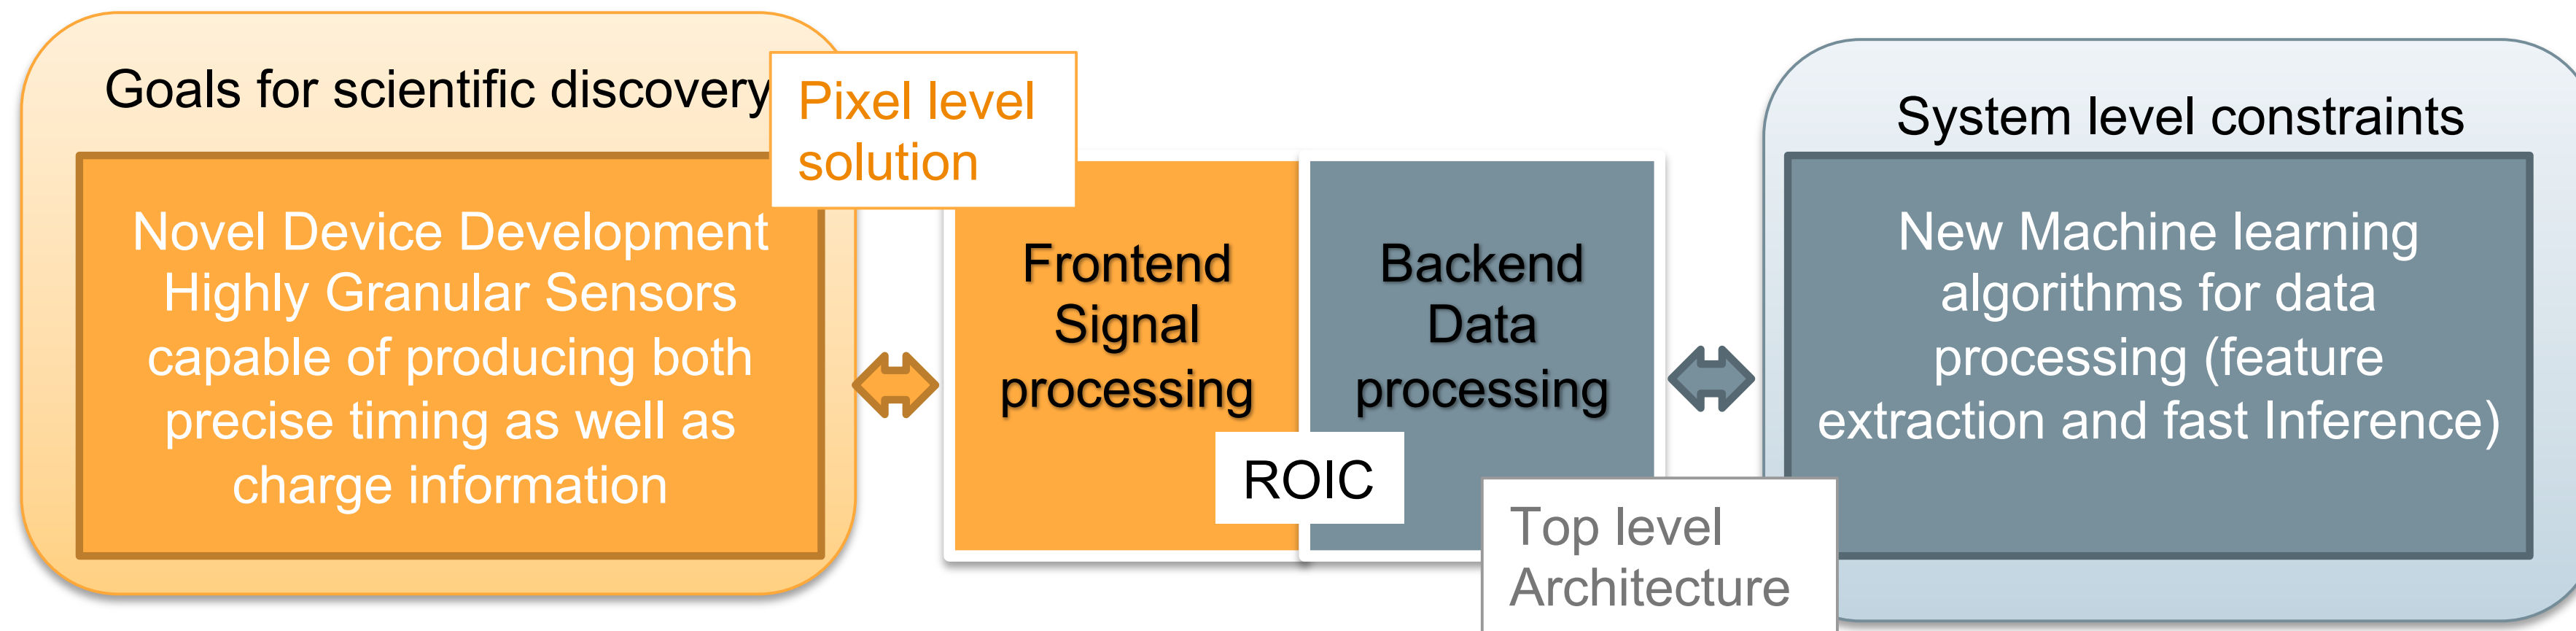 Goals for scientific discovery
Novel Device Development
Highly Granular Sensors
capable of producing both
precise timing as well as
charge information
Pixel level
solution
Frontend
Signal
processing
Backend
Data
processing
ROIC
Top level
Architecture
System level constraints
New Machine learning
algorithms for data
processing (feature
extraction and fast Inference)